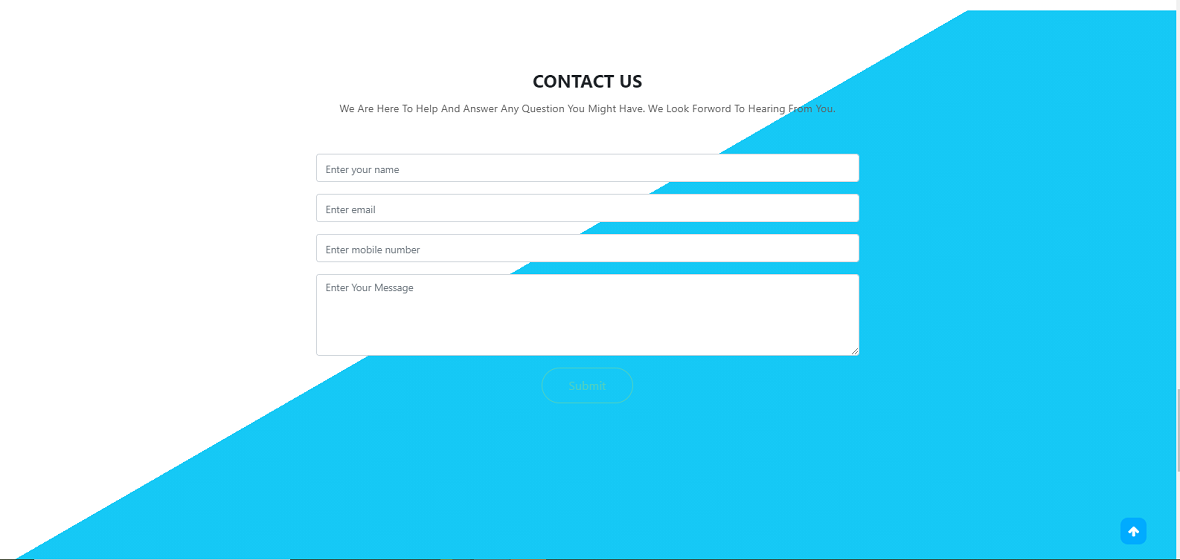 CONTACT US
We Are Here To Help And Answer Any Question You Might Have. We Look Forword To Hearing From You.
Enter your name
Enter email
Enter mobile number
Enter Your Message
Submit